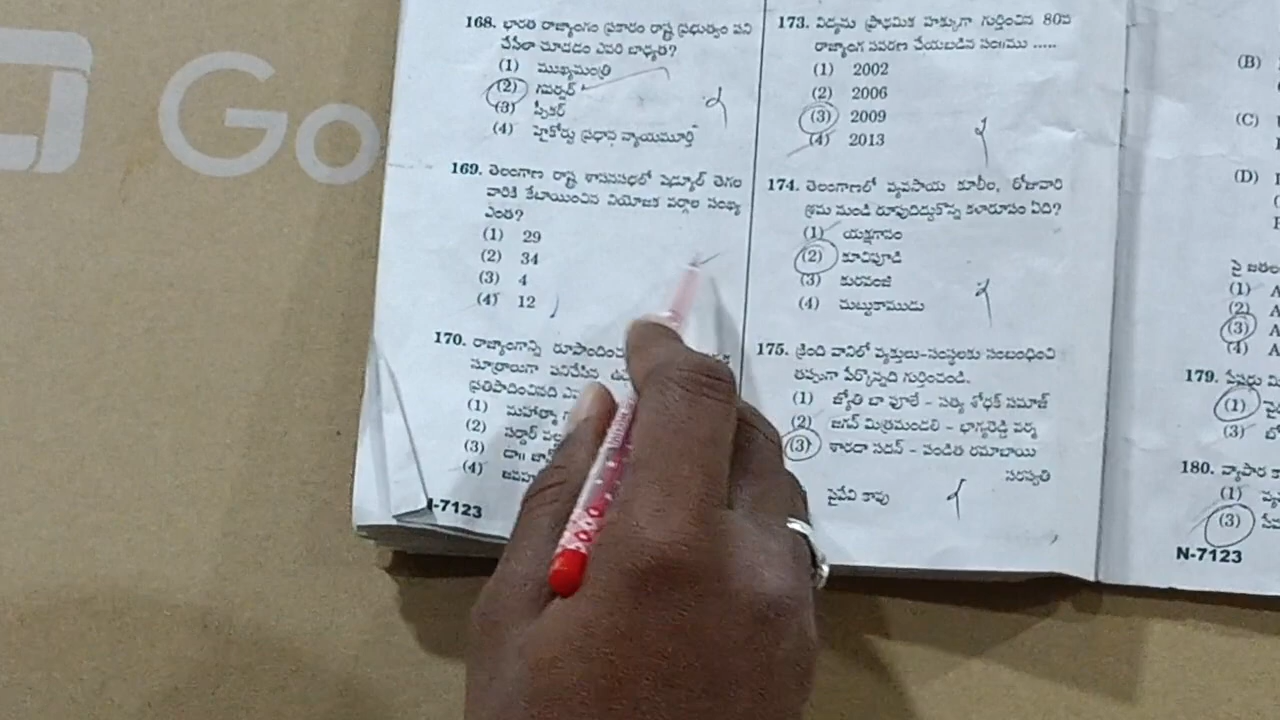 Go
168. భారత రాజ్యాంగం ప్రకారం రాష్ట్ర ప్రభుత్వం పని
చేసేలా చూడడం ఎవరి బాధ్యత?
(1) ముఖ్యమంత్రి
(2) గవర్నర్
(3) స్పీకర్
(4) హైకోర్టు ప్రధాన న్యాయమూర్తి
169. తెలంగాణ రాష్ట్ర శాసనసభలో షెడ్యూల్ తెగల
వారికి కేటాయించిన నియోజక వర్గాల సంఖ్య
ఎంత?
(1) 29
(2) 34
(3) 4
(4) 12
170. రాజ్యాంగాన్ని
సూత్రాలుగా పనిచేసిన
ప్రతిపాదించినది
(1) మహాత్మా
(2) సర్దార్
(3) డా॥
(4)
-7123
173. విద్యను ప్రాథమిక హక్కుగా గుర్తించిన 80వ
రాజ్యాంగ సవరణ చేయబడిన సం॥ము .....
(1) 2002
(2) 2006
(3) 2009
(4) 2013
174. తెలంగాణలో వ్యవసాయ కూలీల, రోజువారి
శ్రమ నుండి రూపుదిద్దుకొన్న కళారూపం ఏది?
(1) యక్షగానం
(2) కూచిపూడి
(3) కురవంజి
(4) చుట్టుకాముడు
175. క్రింది వానిలో వ్యక్తులు-సంస్థలకు సంబంధించి
తప్పుగా పేర్కొన్నది గుర్తించండి.
(1) జ్యోతి బా పూలే – సత్య శోధక్ సమాజ్
(2) జగన్ మిత్రమండలి – భాగ్యరెడ్డి వర్మ
(3) శారదా సదన్ – పండిత రమాబాయి
సరస్వతి
పైవేవి కావు
(B)
(C)
(D)
పై
(1) A
(2) A
(3) A
(4) A
179.
(1)
(3)
180. వ్యాపార
(1)
(3)
N-7123